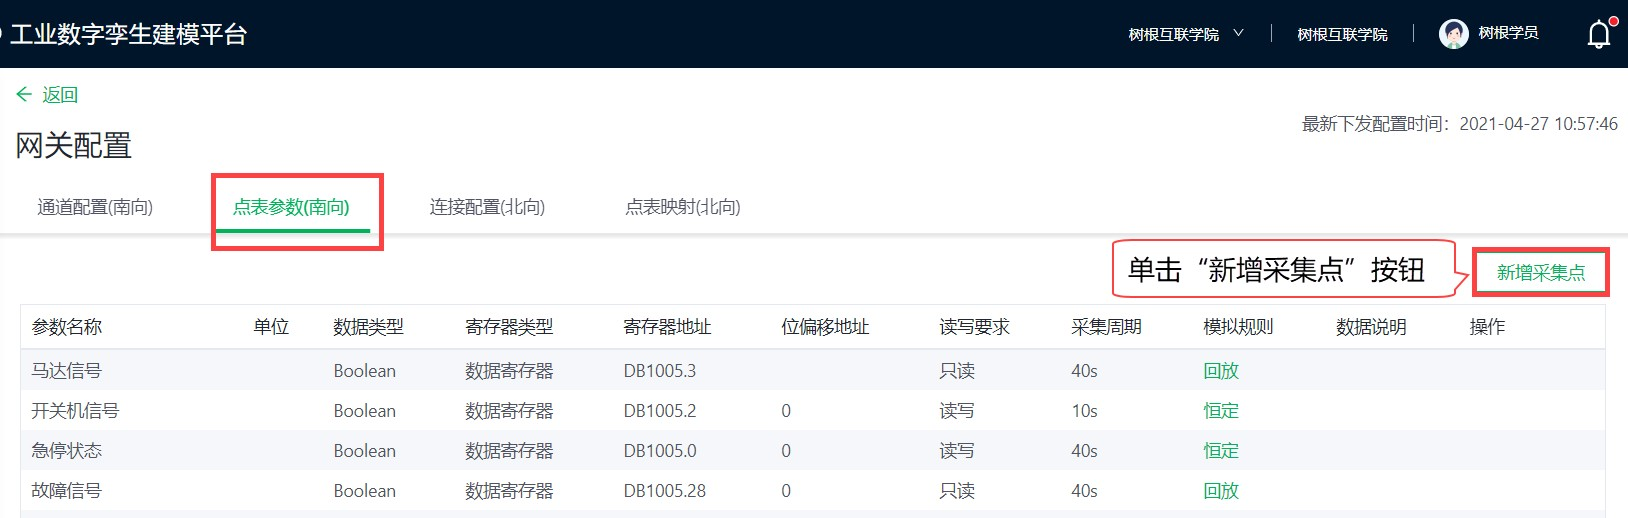 工业数字孪生建模平台 树根互联学院 树根互联学院 树根学员
返回
最新下发配置时间：2021-04-27 10:57:46
网关配置
通道配置(南向) 点表参数(南向) 连接配置(北向) 点表映射(北向)
单击“新增采集点”按钮 新增采集点
参数名称 单位 数据类型 寄存器类型 寄存器地址 位偏移地址 读写要求 采集周期 模拟规则 数据说明 操作
马达信号 Boolean 数据寄存器 DB1005.3 只读 40s 回放
开关机信号 Boolean 数据寄存器 DB1005.2 0 读写 10s 恒定
急停状态 Boolean 数据寄存器 DB1005.0 0 读写 40s 恒定
故障信号 Boolean 数据寄存器 DB1005.28 0 只读 40s 回放